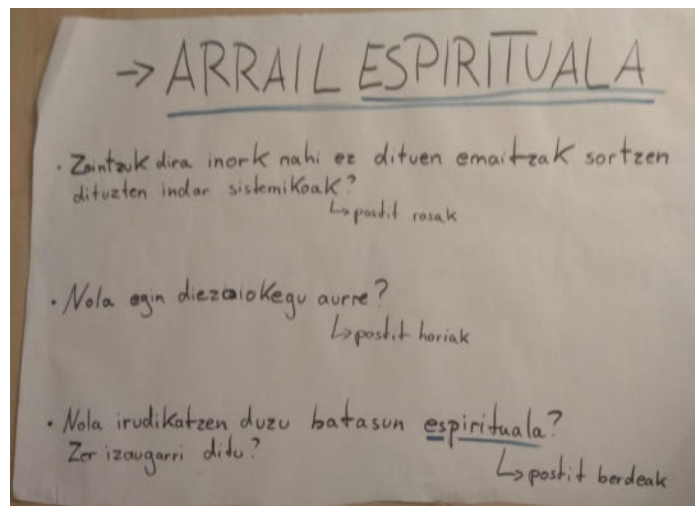 → ARRAIL ESPIRITUALA
· Zeintzuk dira inork nahi ez dituen emaitzak sortzen
dituzten indar sistemikoak?
↳ postit rosak
· Nola egin diezaiokegu aurre?
↳ postit horiak
· Nola irudikatzen duzu batasun espirituala?
Zer izaugarri ditu?
↳ postit berdeak